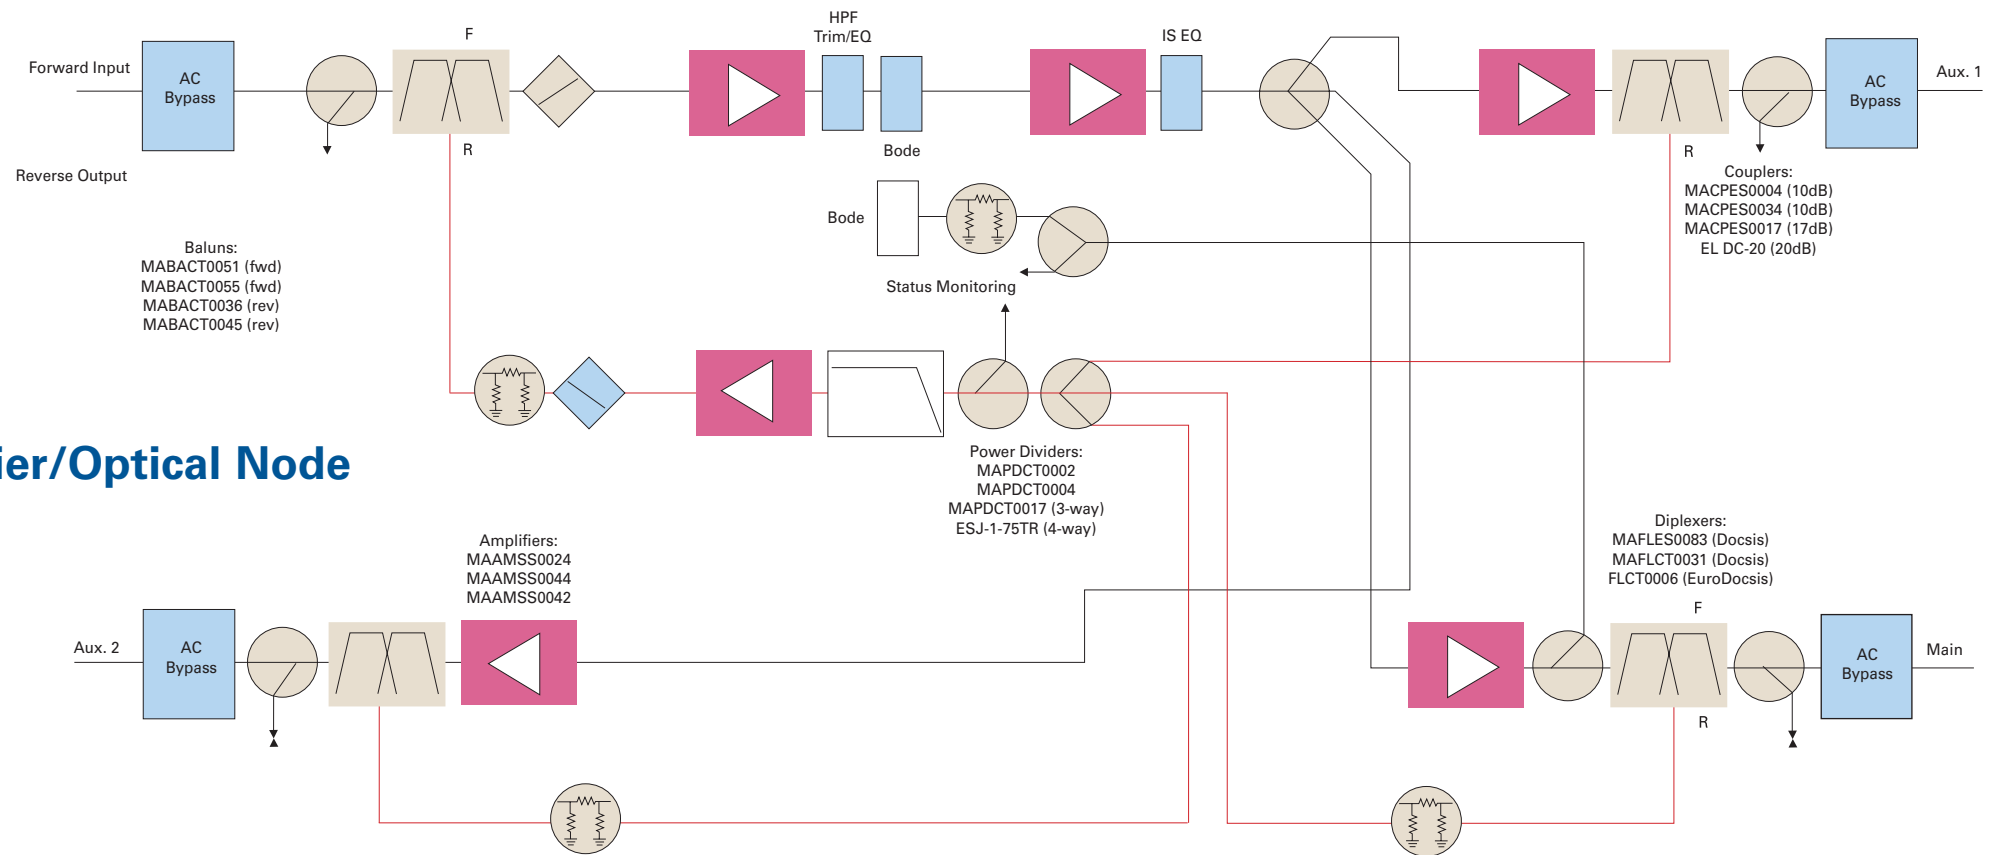 F
HPF
Trim/EQ
IS EQ
Forward Input
AC
Bypass
Aux. 1
AC
Bypass
R
Bode
R
Reverse Output
Couplers:
MACPES0004 (10dB)
MACPES0034 (10dB)
MACPES0017 (17dB)
EL DC-20 (20dB)
Bode
Baluns:
MABACT0051 (fwd)
MABACT0055 (fwd)
MABACT0036 (rev)
MABACT0045 (rev)
Status Monitoring
ier/Optical Node
Power Dividers:
MAPDCT0002
MAPDCT0004
MAPDCT0017 (3-way)
ESJ-1-75TR (4-way)
Amplifiers:
MAAMSS0024
MAAMSS0044
MAAMSS0042
Diplexers:
MAFLES0083 (Docsis)
MAFLCT0031 (Docsis)
FLCT0006 (EuroDocsis)
F
Aux. 2
AC
Bypass
AC
Bypass
Main
R